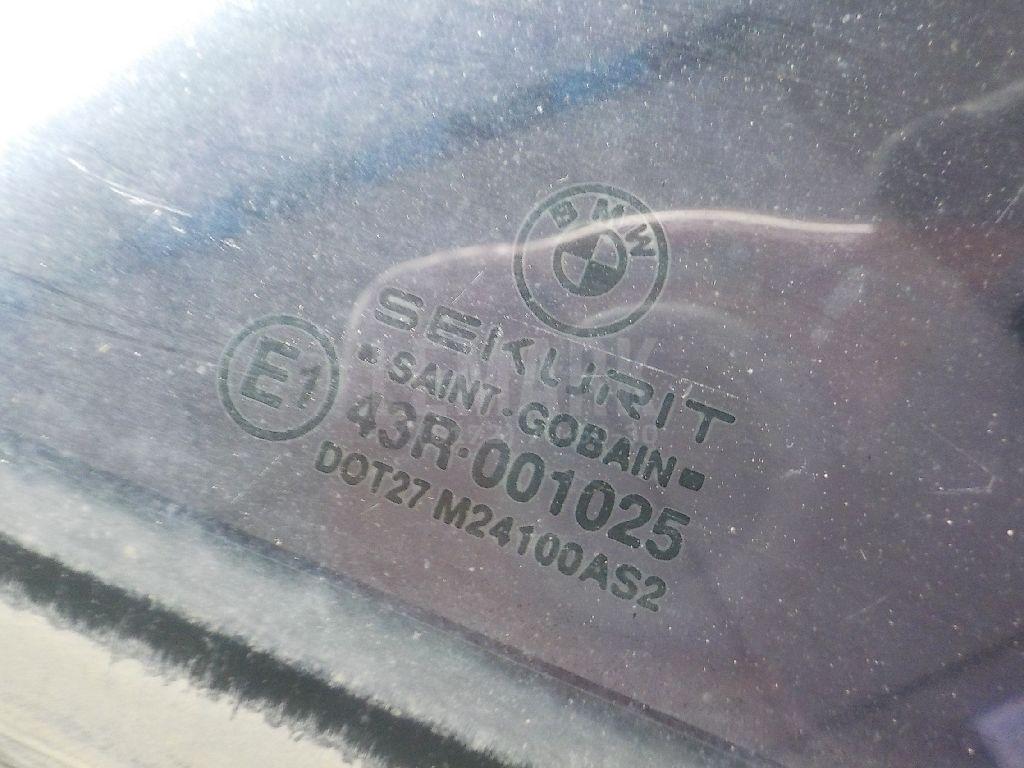 BMW
SEKURIT
SAINT-GOBAIN
E1
43R-001025
DOT27 M24100AS2